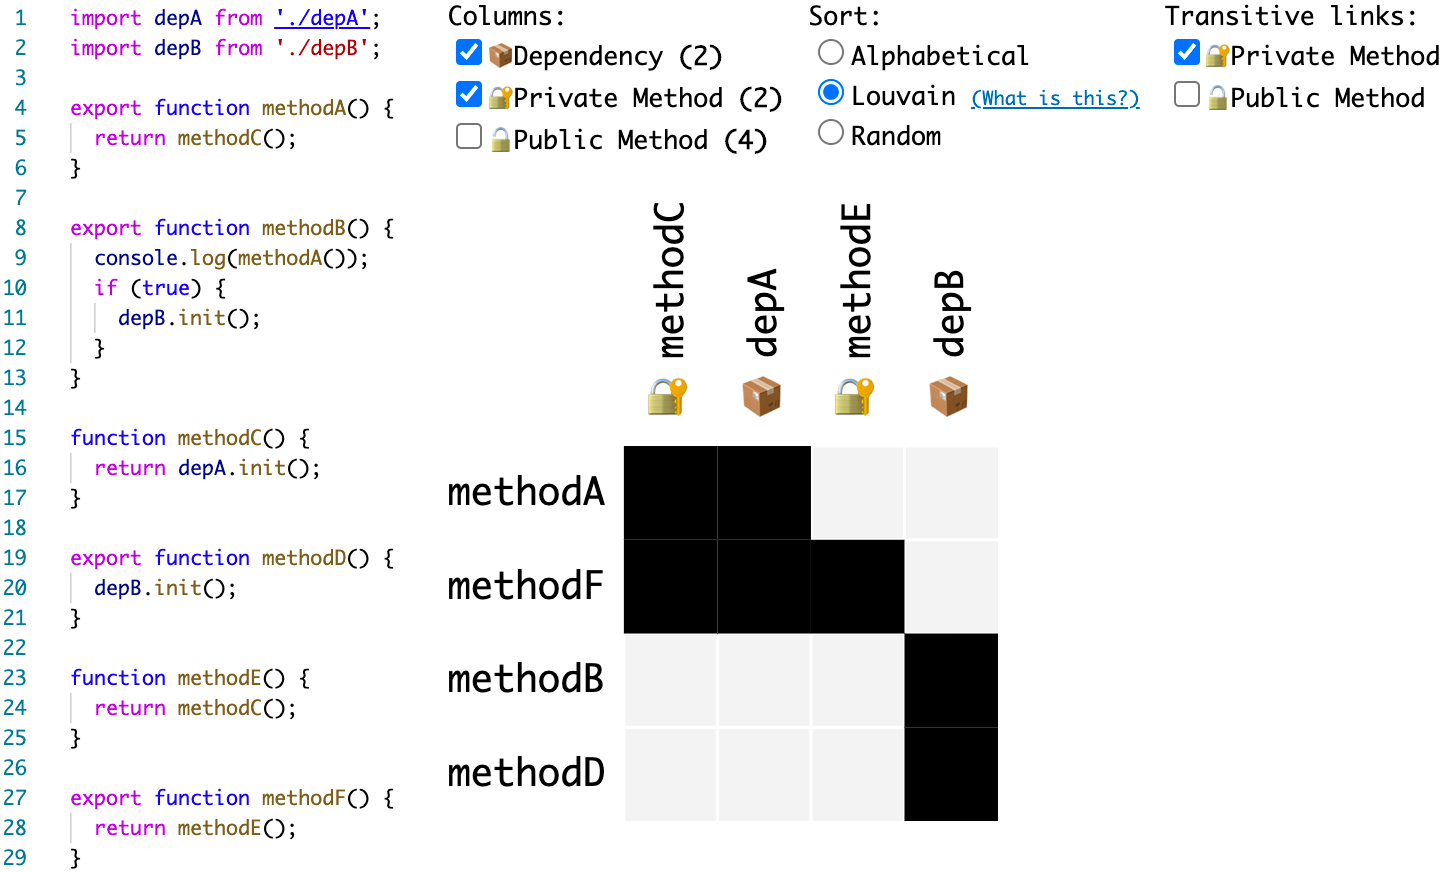 1 import depA from './depA';
2 import depB from './depB';
3
4 export function methodA() {
5 return methodC();
6 }
7
8 export function methodB() {
9 console.log(methodA());
10 if (true) {
11 depB.init();
12 }
13 }
14
15 function methodC() {
16 return depA.init();
17 }
18
19 export function methodD() {
20 depB.init();
21 }
22
23 function methodE() {
24 return methodC();
25 }
26
27 export function methodF() {
28 return methodE();
29 }
Columns:
Dependency (2)
Private Method (2)
Public Method (4)
Sort:
Alphabetical
Louvain (What is this?)
Random
Transitive links:
Private Method
Public Method
methodC
depA
methodE
depB
methodA
methodF
methodB
methodD